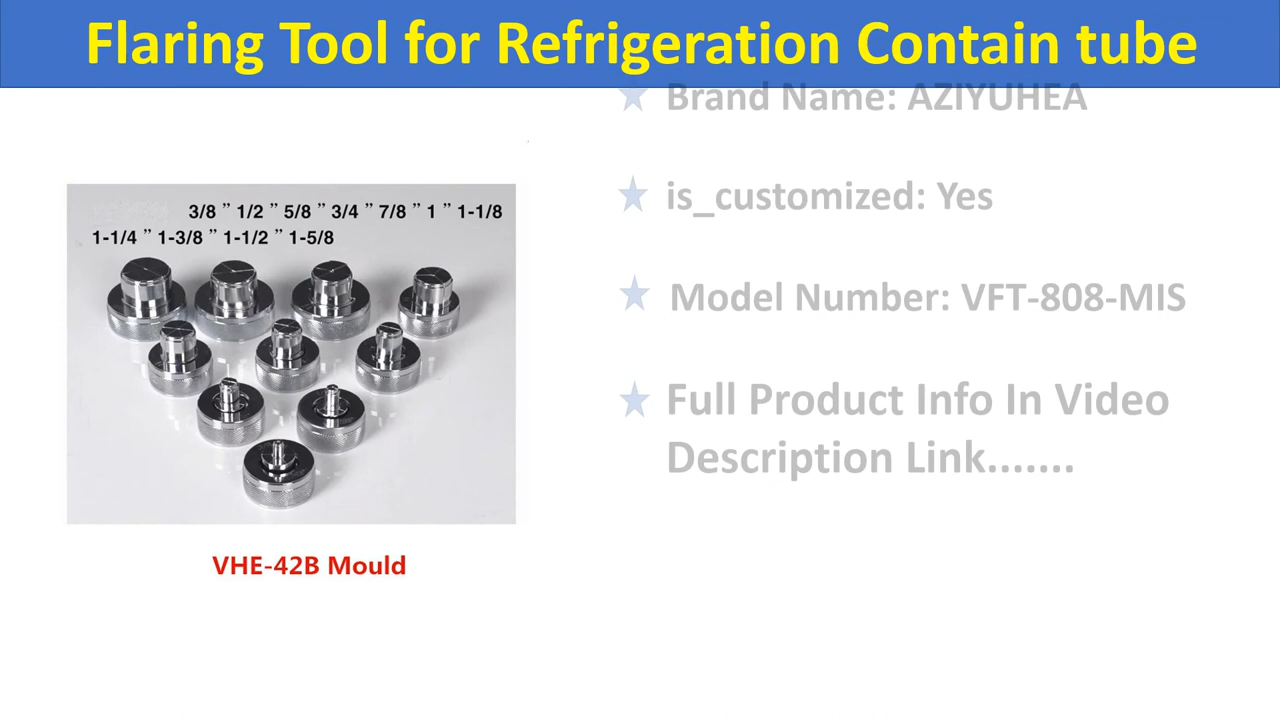 Flaring Tool for Refrigeration Contain tube
Brand Name: AZIYUHEA
is_customized: Yes
Model Number: VFT-808-MIS
Full Product Info In Video
Description Link.......
3/8 ” 1/2 ” 5/8 ” 3/4 ” 7/8 ” 1 ” 1-1/8
1-1/4 ” 1-3/8 ” 1-1/2 ” 1-5/8
VHE-42B Mould